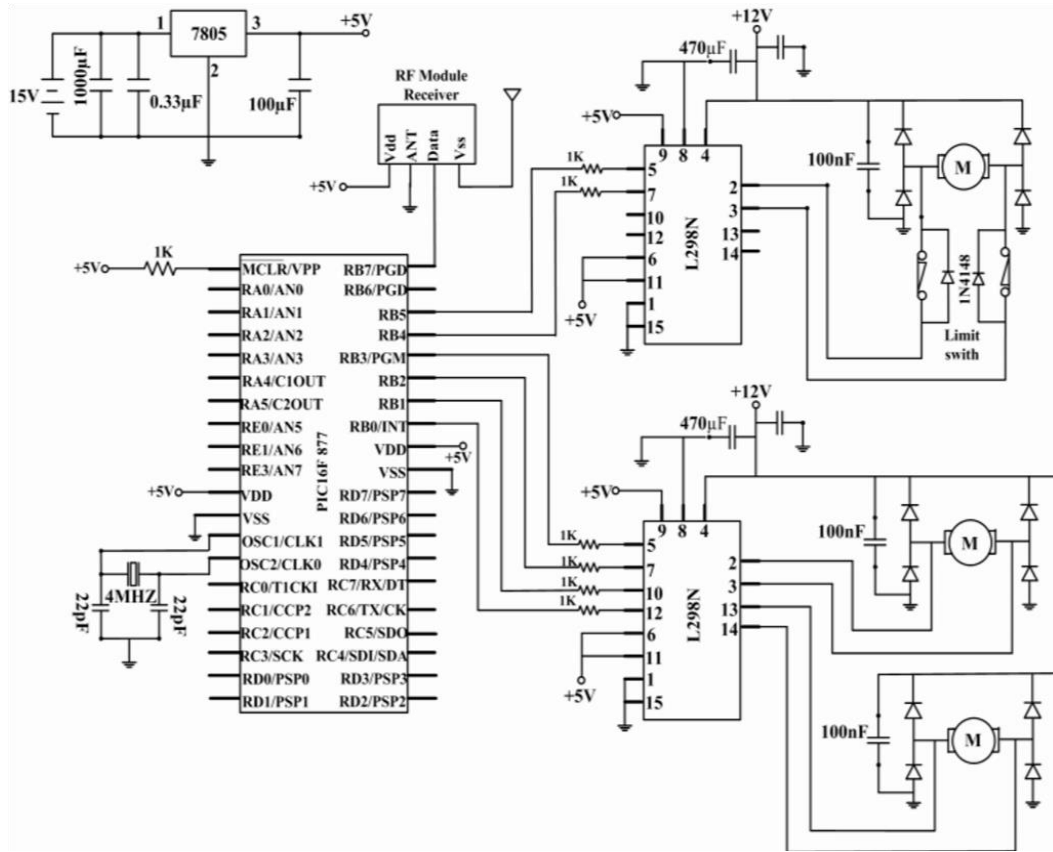 +12V
1
7805
3
+5V
2
15V
1000μF
0.33μF
100μF
470μF
RF Module
Receiver
Vdd
ANT
Data
Vss
+5V
+5V
9
8
4
1K
5
1K
7
10
12
6
11
1
15
L298N
2
3
13
14
+5V
100nF
M
1N4148
Limit
swith
1K
+5V
MCLR/VPP
RA0/AN0
RA1/AN1
RA2/AN2
RA3/AN3
RA4/C1OUT
RA5/C2OUT
RE0/AN5
RE1/AN6
RE3/AN7
+5V
VDD
VSS
OSC1/CLK1
OSC2/CLK0
RC0/T1CKI
RC1/CCP2
RC2/CCP1
RC3/SCK
RD0/PSP0
RD1/PSP1
PIC16F 877
RB7/PGD
RB6/PGD
RB5
RB4
RB3/PGM
RB2
RB1
RB0/INT
VDD
+5V
VSS
RD7/PSP7
RD6/PSP6
RD5/PSP5
RD4/PSP4
RC7/RX/DT
RC6/TX/CK
RC5/SDO
RC4/SDI/SDA
RD3/PSP3
RD2/PSP2
4MHZ
22pF
22pF
+12V
470μF
+5V
9
8
4
1K
5
1K
7
1K
10
1K
12
6
11
1
15
L298N
2
3
13
14
+5V
100nF
M
100nF
M